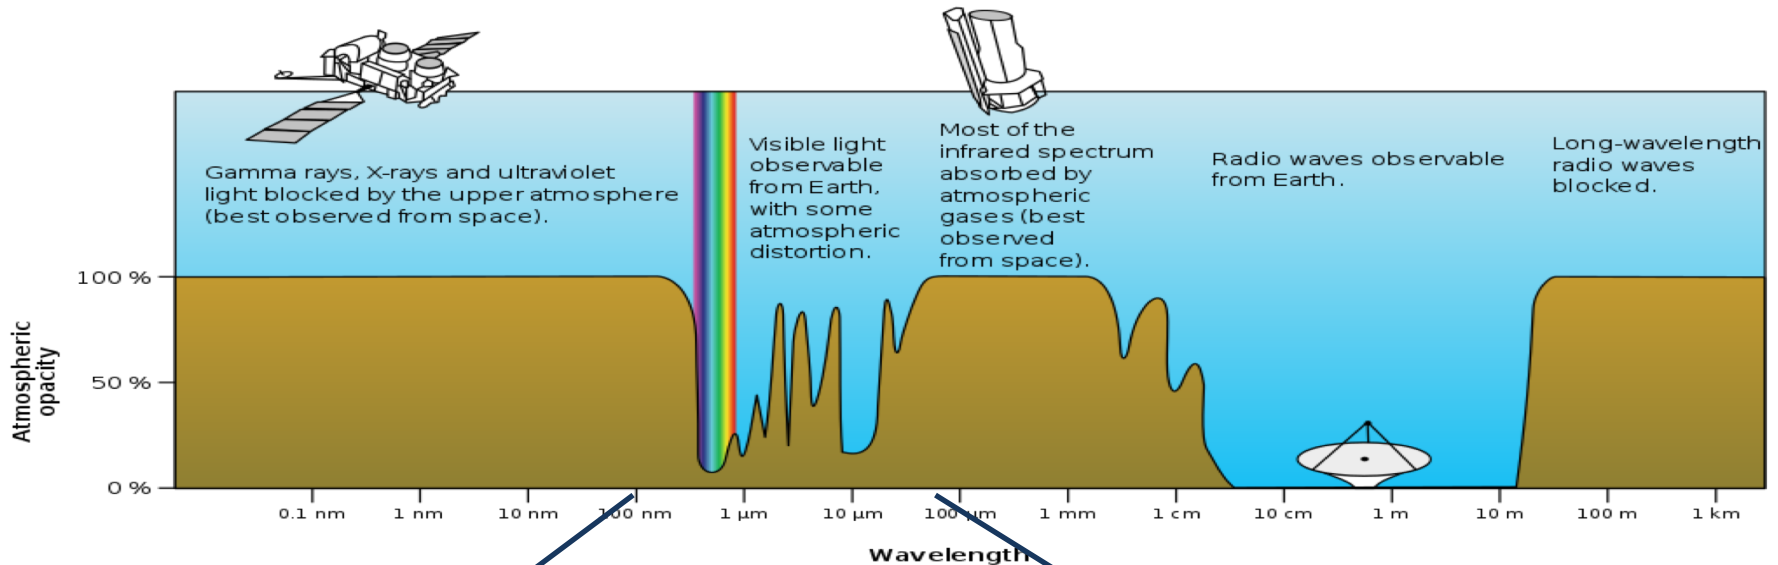 Gamma rays, X-rays and ultraviolet
light blocked by the upper atmosphere
(best observed from space).
Visible light
observable
from Earth,
with some
atmospheric
distortion.
Most of the
infrared spectrum
absorbed by
atmospheric
gases (best
observed
from space).
Radio waves observable
from Earth.
Long-wavelength
radio waves
blocked.
Atmospheric
opacity
100 %
50 %
0 %
0.1 nm
1 nm
10 nm
100 nm
1 µm
10 µm
100 µm
1 mm
1 cm
10 cm
1 m
10 m
100 m
1 km
Wavelength